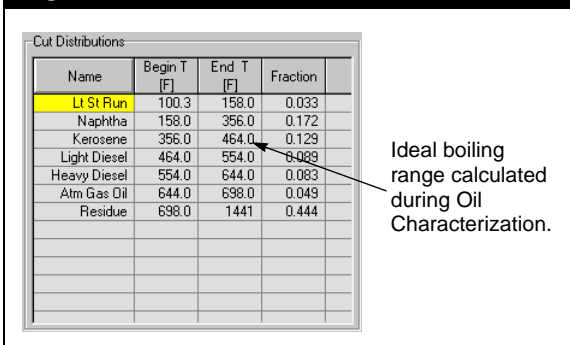 Cut Distributions
Name Begin T [F] End T [F] Fraction
Lt St Run 100.3 158.0 0.033
Naphtha 158.0 356.0 0.172
Kerosene 356.0 464.0 0.129
Light Diesel 464.0 554.0 0.089
Heavy Diesel 554.0 644.0 0.083
Atm Gas Oil 644.0 698.0 0.049
Residue 698.0 1441 0.444
Ideal boiling
range calculated
during Oil
Characterization.